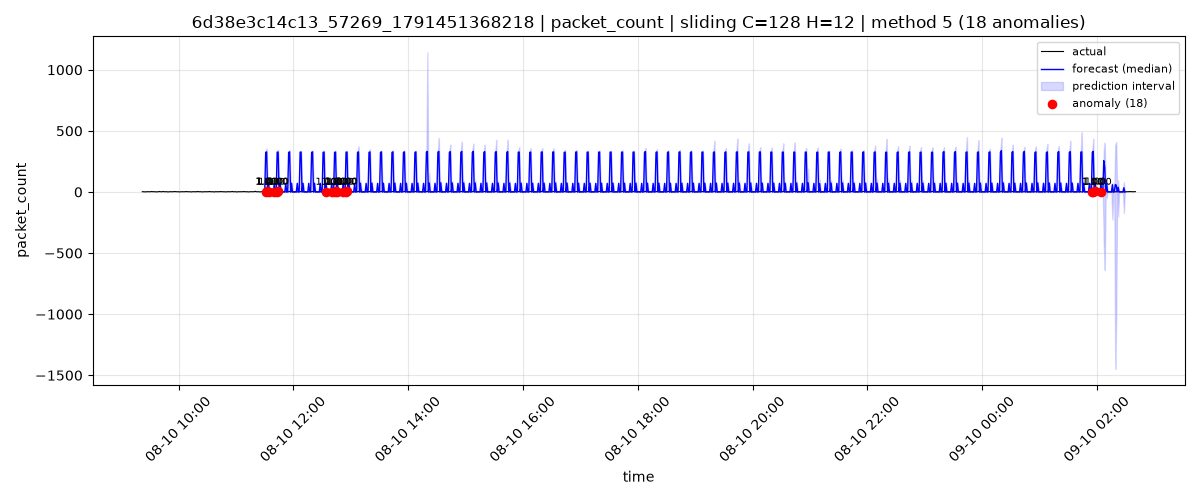 6d38e3c14c13_57269_1791451368218 | packet_count | sliding C=128 H=12 | method 5 (18 anomalies)
actual
forecast (median)
prediction interval
anomaly (18)
1000
500
0
−500
−1000
−1500
packet_count
08-10 10:00
08-10 12:00
08-10 14:00
08-10 16:00
08-10 18:00
08-10 20:00
08-10 22:00
09-10 00:00
09-10 02:00
time